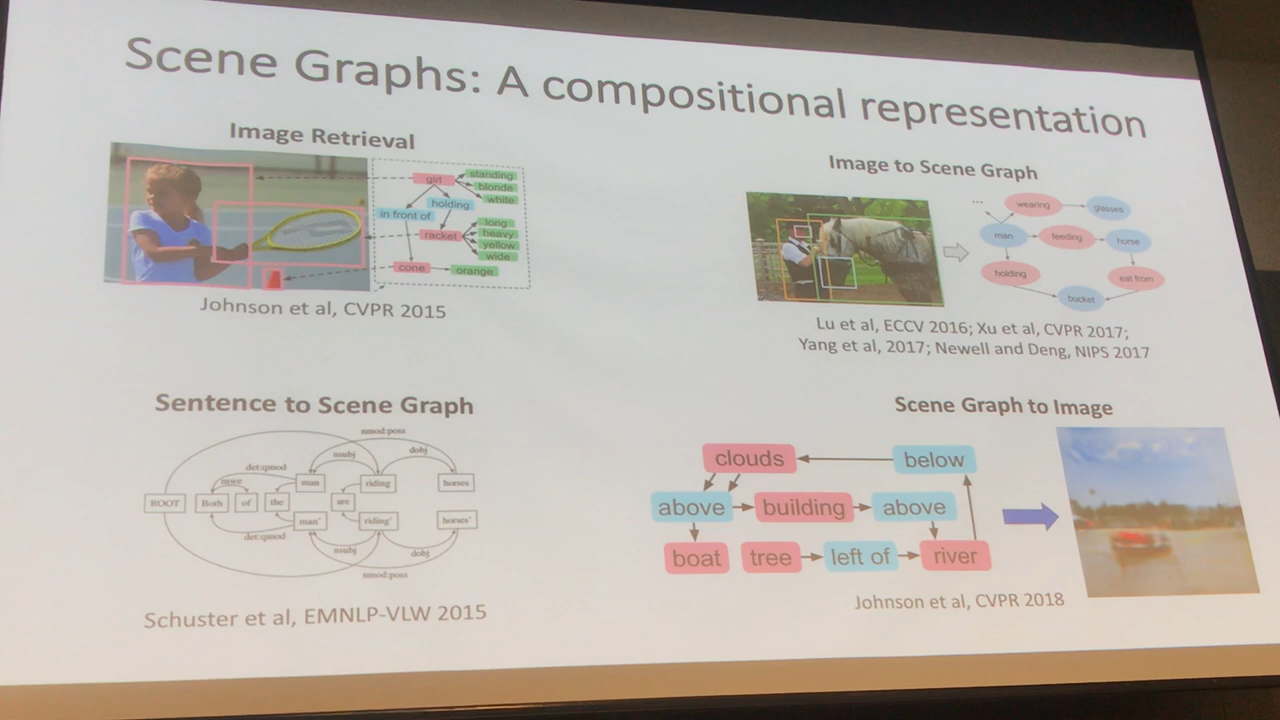 Scene Graphs: A compositional representation
Image Retrieval
girl
standing
blonde
white
holding
in front of
racket
long
heavy
yellow
wide
cone
orange
Johnson et al, CVPR 2015
Image to Scene Graph
...
wearing
glasses
man
feeding
horse
holding
eat from
bucket
Lu et al, ECCV 2016; Xu et al, CVPR 2017;
Yang et al, 2017; Newell and Deng, NIPS 2017
Sentence to Scene Graph
nmod:poss
nsubj
dobj
det:qmod
mwe
man
riding
horses
ROOT
Both
of
the
are
man'
riding'
horses'
det:qmod
nsubj
dobj
nmod:poss
Schuster et al, EMNLP-VLW 2015
Scene Graph to Image
clouds
below
above
building
above
boat
tree
left of
river
Johnson et al, CVPR 2018